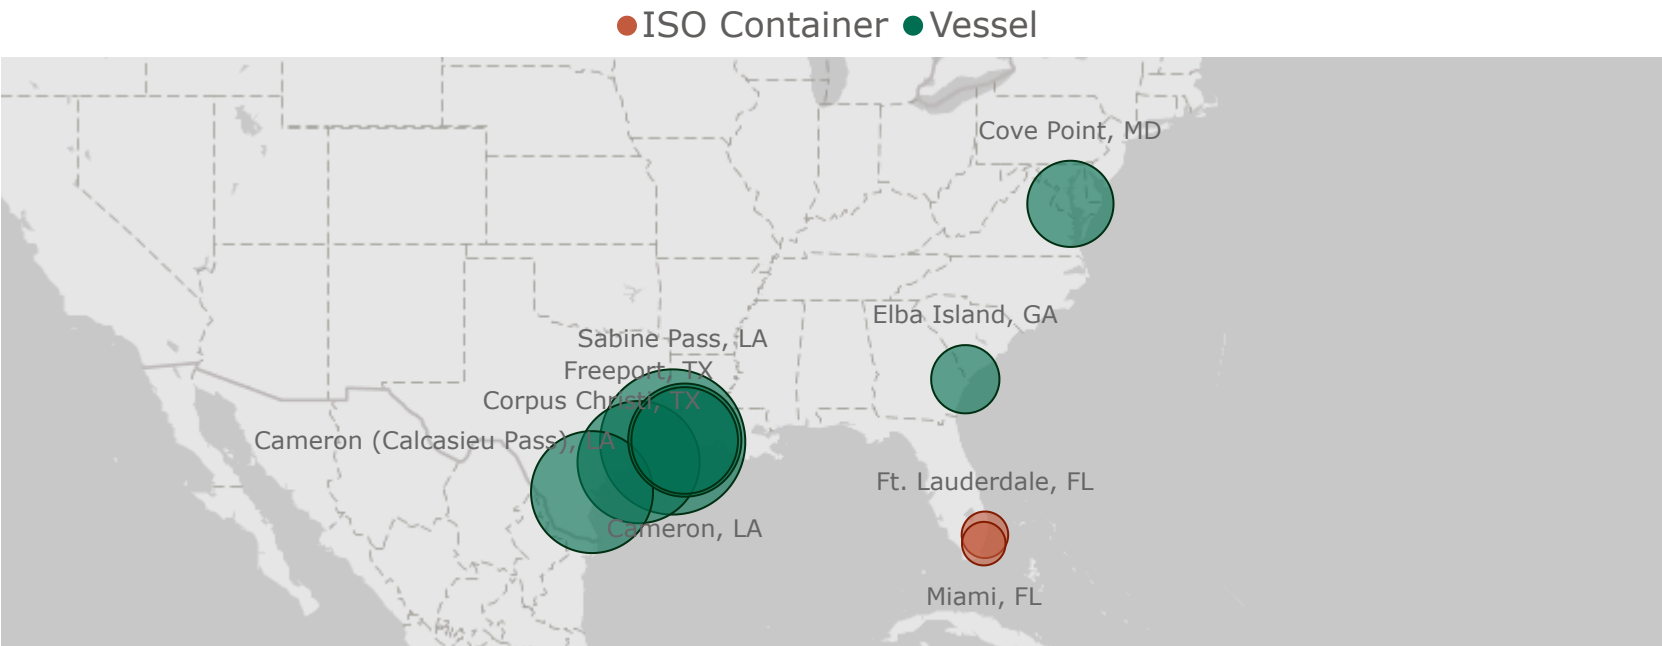 ISO Container Vessel
Cove Point, MD
Elba Island, GA
Sabine Pass, LA
Freeport, TX
Corpus Christi, TX
Cameron (Calcasieu Pass), LA
Ft. Lauderdale, FL
Cameron, LA
Miami, FL